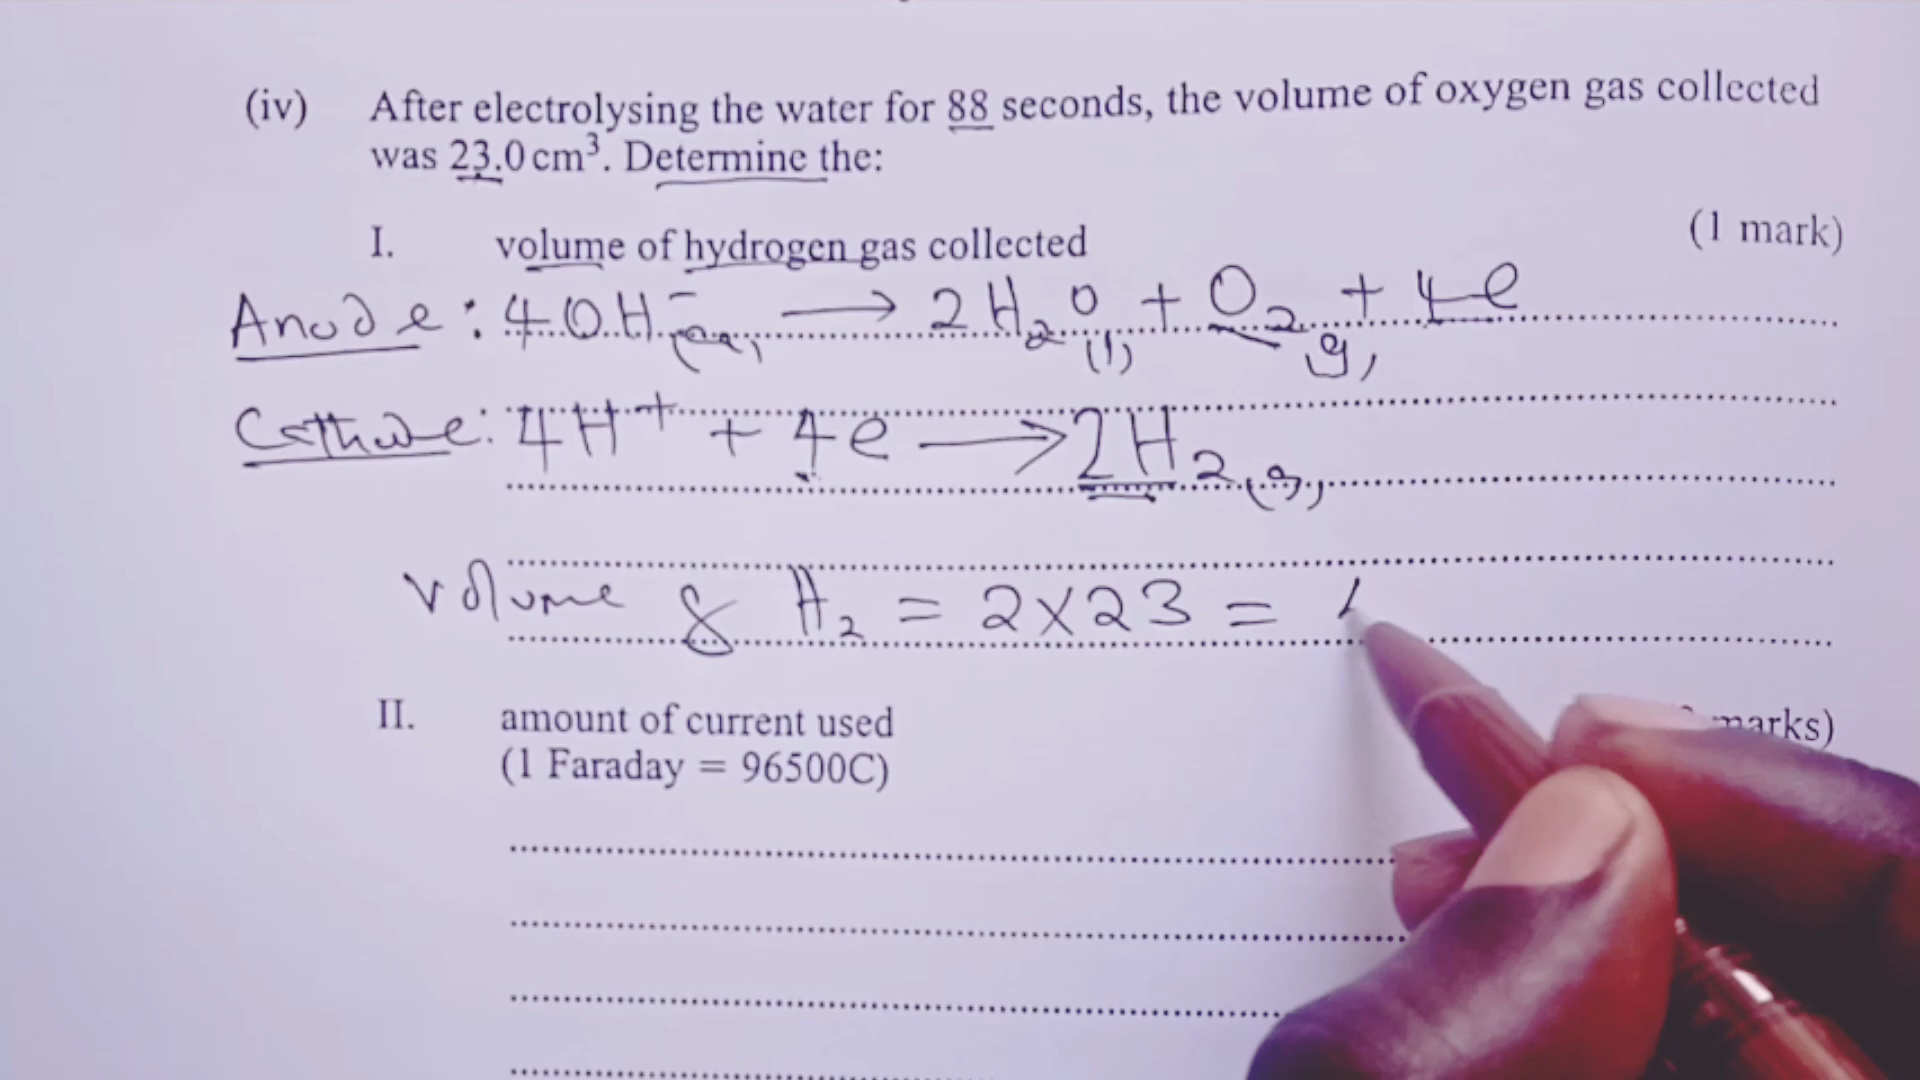 (iv) After electrolysing the water for 88 seconds, the volume of oxygen gas collected
was 23.0 cm³. Determine the:
I. volume of hydrogen gas collected (1 mark)
Anode: 4OH⁻(aq) → 2H₂O(l) + O₂(g) + 4e
Cathode: 4H⁺ + 4e → 2H₂(g)
volume of H₂ = 2×23 =
II. amount of current used marks)
(1 Faraday = 96500C)